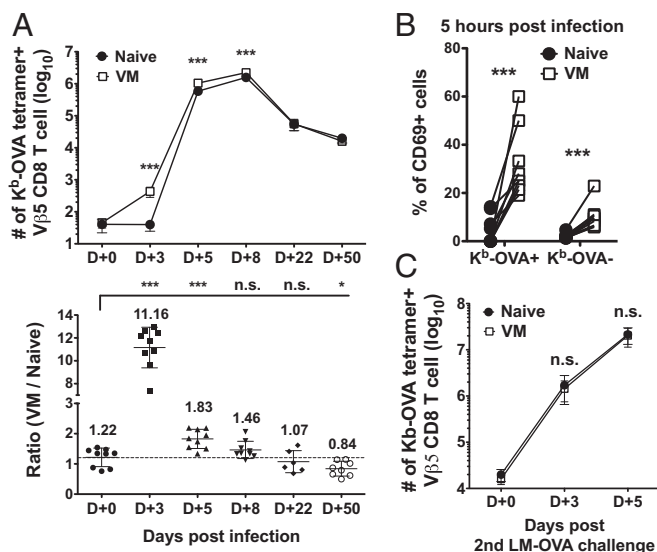 A
# of Kᵇ-OVA tetramer+
Vβ5 CD8 T cell (log₁₀)
7
6
5
4
3
2
1
Naive
VM
***
***
***
D+0 D+3 D+5 D+8 D+22 D+50
*** *** n.s. n.s. *
Ratio (VM / Naive)
14
12
10
2
1
0
1.22
11.16
1.83
1.46
1.07
0.84
D+0 D+3 D+5 D+8 D+22 D+50
Days post infection
B
5 hours post infection
% of CD69+ cells
80
60
40
20
0
Naive
VM
***
***
Kᵇ-OVA+ Kᵇ-OVA-
C
# of Kb-OVA tetramer+
Vβ5 CD8 T cell (log₁₀)
7
6
5
4
Naive
VM
n.s.
n.s.
D+0 D+3 D+5
Days post
2nd LM-OVA challenge